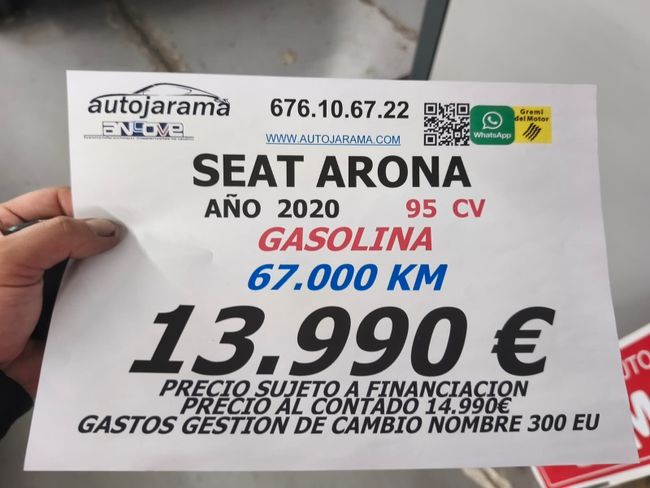 autojarama
ancove
676.10.67.22
WWW.AUTOJARAMA.COM
WhatsApp
Gremi
del Motor
SEAT ARONA
AÑO 2020 95 CV
GASOLINA
67.000 KM
13.990 €
PRECIO SUJETO A FINANCIACION
PRECIO AL CONTADO 14.990€
GASTOS GESTION DE CAMBIO NOMBRE 300 EU